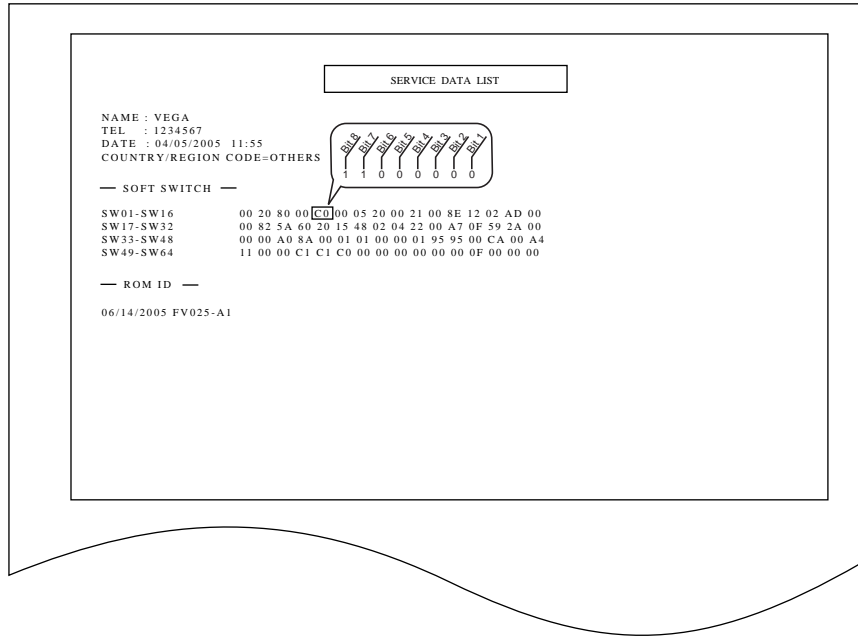 SERVICE DATA LIST
NAME : VEGA
TEL : 1234567
DATE : 04/05/2005 11:55
COUNTRY/REGION CODE=OTHERS
Bit 8 Bit 7 Bit 6 Bit 5 Bit 4 Bit 3 Bit 2 Bit 1
1 1 0 0 0 0 0 0
SOFT SWITCH
SW01-SW16 00 20 80 00 C0 00 05 20 00 21 00 8E 12 02 AD 00
SW17-SW32 00 82 5A 60 20 15 48 02 04 22 00 A7 0F 59 2A 00
SW33-SW48 00 00 A0 8A 00 01 01 00 00 01 95 95 00 CA 00 A4
SW49-SW64 11 00 00 C1 C1 C0 00 00 00 00 00 00 0F 00 00 00
ROM ID
06/14/2005 FV025-A1